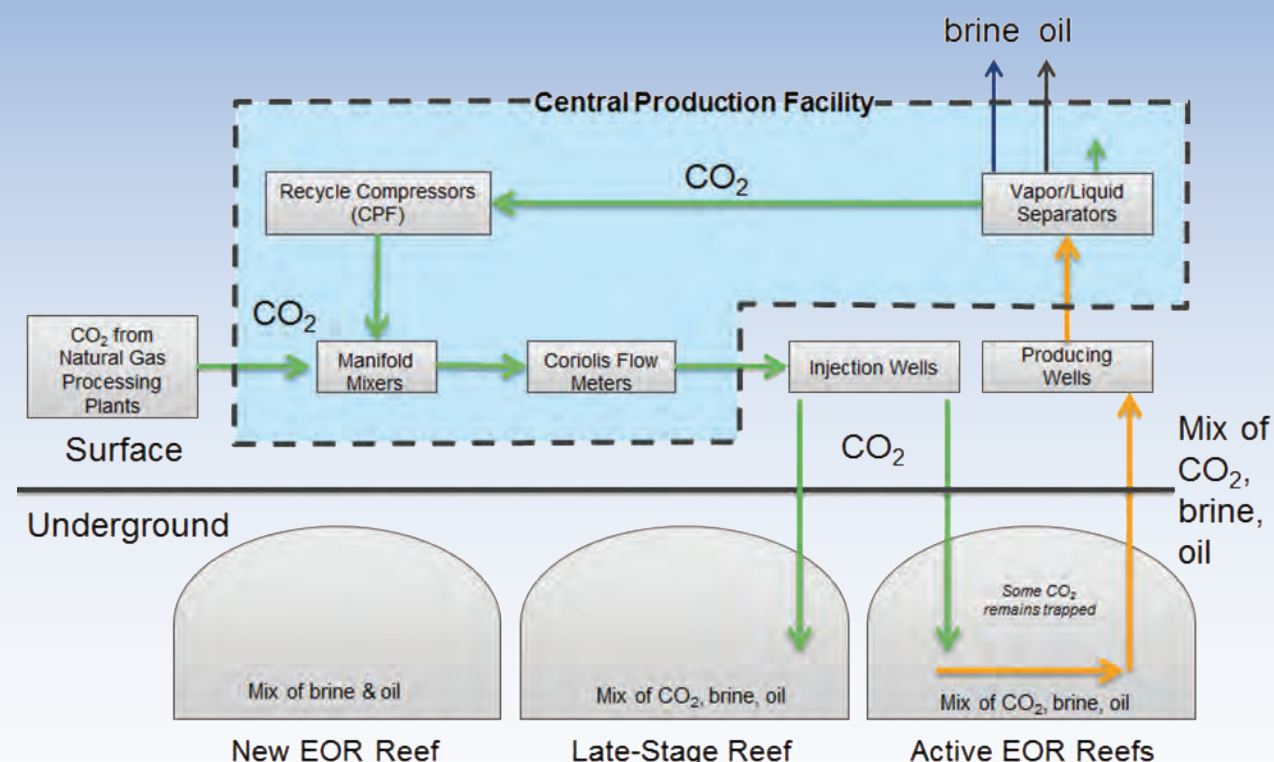 brine oil
Central Production Facility
Recycle Compressors
(CPF)
CO₂
Vapor/Liquid
Separators
CO₂
CO₂ from
Natural Gas
Processing
Plants
Manifold
Mixers
Coriolis Flow
Meters
Injection Wells
Producing
Wells
Surface
CO₂
Mix of
CO₂,
brine,
oil
Underground
Some CO₂
remains trapped
Mix of brine & oil
Mix of CO₂, brine, oil
Mix of CO₂, brine, oil
New EOR Reef
Late-Stage Reef
Active EOR Reefs